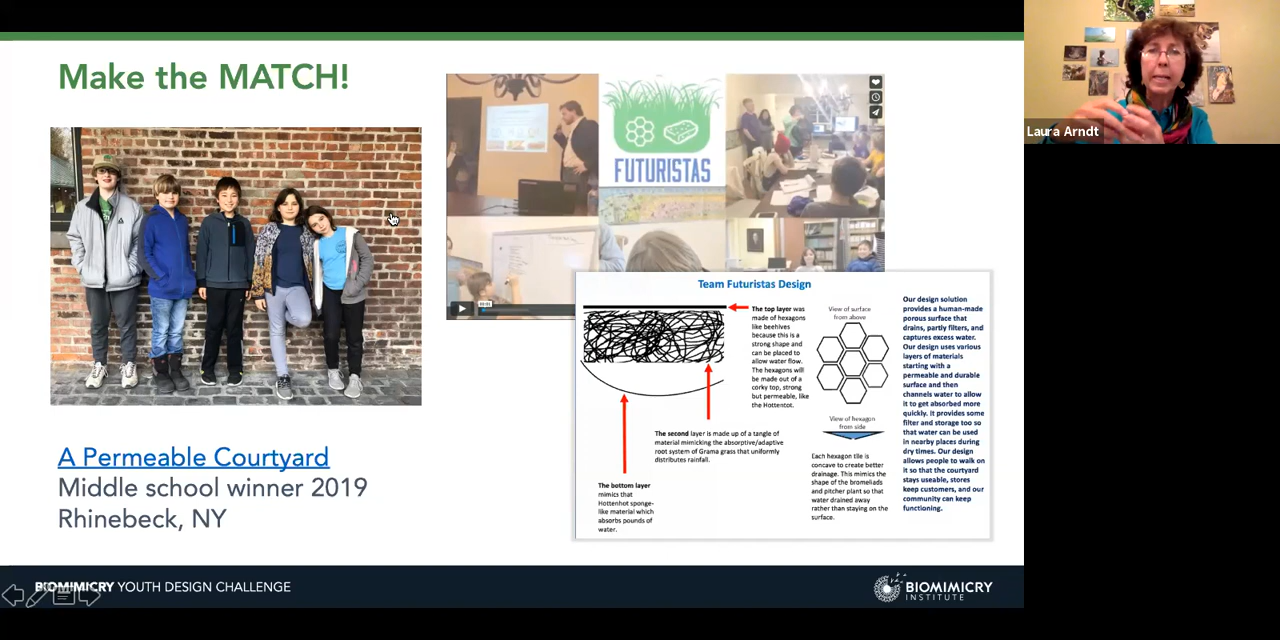 Make the MATCH!
FUTURISTAS
Laura Arndt
Team Futuristas Design
The top layer was
made of hexagons
like beehives
because this is a
strong shape and
can be placed to
allow water flow.
The hexagons will
be made out of a
corky top, strong
but permeable, like
the Hottentot.
View of surface
from above
View of hexagon
from side
The second layer is made up of a tangle of
material mimicking the absorptive/adaptive
root system of Grama grass that uniformly
distributes rainfall.
The bottom layer
mimics that
Hottenhot sponge-
like material which
absorbs pounds of
water.
Each hexagon tile is
concave to create better
drainage. This mimics the
shape of the bromeliads
and pitcher plant so that
water drained away
rather than staying on the
surface.
Our design solution
provides a human-made
porous surface that
drains, partly filters, and
captures excess water.
Our design uses various
layers of materials
starting with a
permeable and durable
surface and then
channels water to allow
it to get absorbed more
quickly. It provides some
filter and storage too so
that water can be used
in nearby places during
dry times. Our design
allows people to walk on
it so that the courtyard
stays useable, stores
keep customers, and our
community can keep
functioning.
A Permeable Courtyard
Middle school winner 2019
Rhinebeck, NY
BIOMIMICRY YOUTH DESIGN CHALLENGE
BIOMIMICRY
INSTITUTE